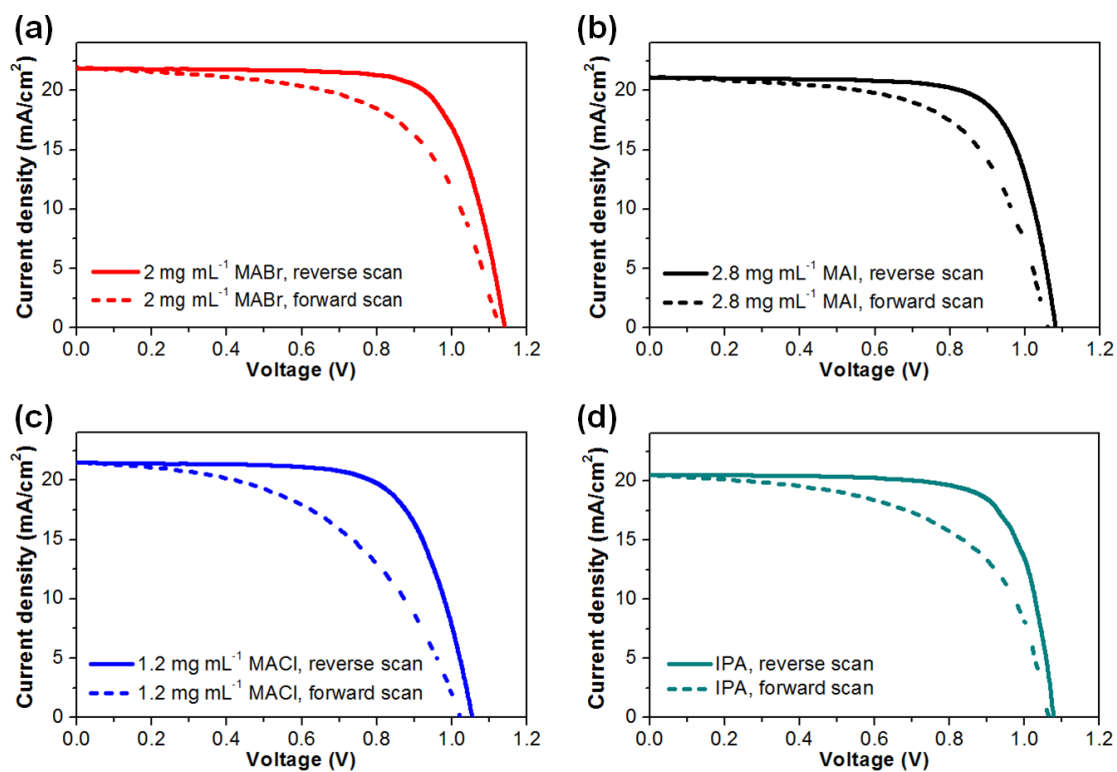 (a)
Current density (mA/cm²)
20
15
10
5
0
2 mg mL⁻¹ MABr, reverse scan
2 mg mL⁻¹ MABr, forward scan
0.0 0.2 0.4 0.6 0.8 1.0 1.2
Voltage (V)
(b)
Current density (mA/cm²)
20
15
10
5
0
2.8 mg mL⁻¹ MAI, reverse scan
2.8 mg mL⁻¹ MAI, forward scan
0.0 0.2 0.4 0.6 0.8 1.0 1.2
Voltage (V)
(c)
Current density (mA/cm²)
20
15
10
5
0
1.2 mg mL⁻¹ MACl, reverse scan
1.2 mg mL⁻¹ MACl, forward scan
0.0 0.2 0.4 0.6 0.8 1.0 1.2
Voltage (V)
(d)
Current density (mA/cm²)
20
15
10
5
0
IPA, reverse scan
IPA, forward scan
0.0 0.2 0.4 0.6 0.8 1.0 1.2
Voltage (V)